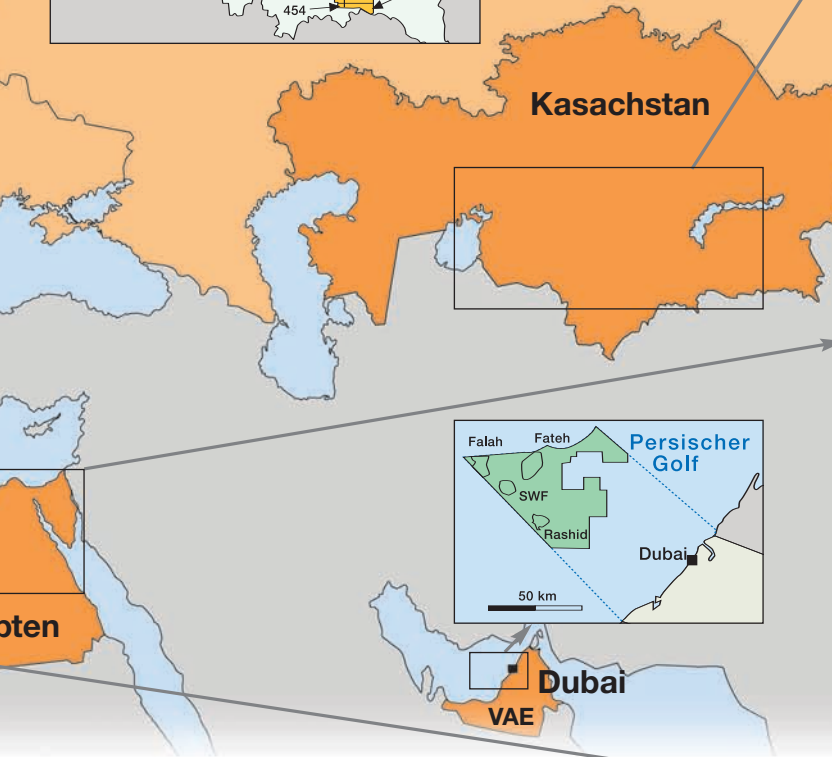 454
Kasachstan
Falah
Fateh
Persischer
Golf
SWF
Rashid
Dubai
50 km
pten
Dubai
VAE